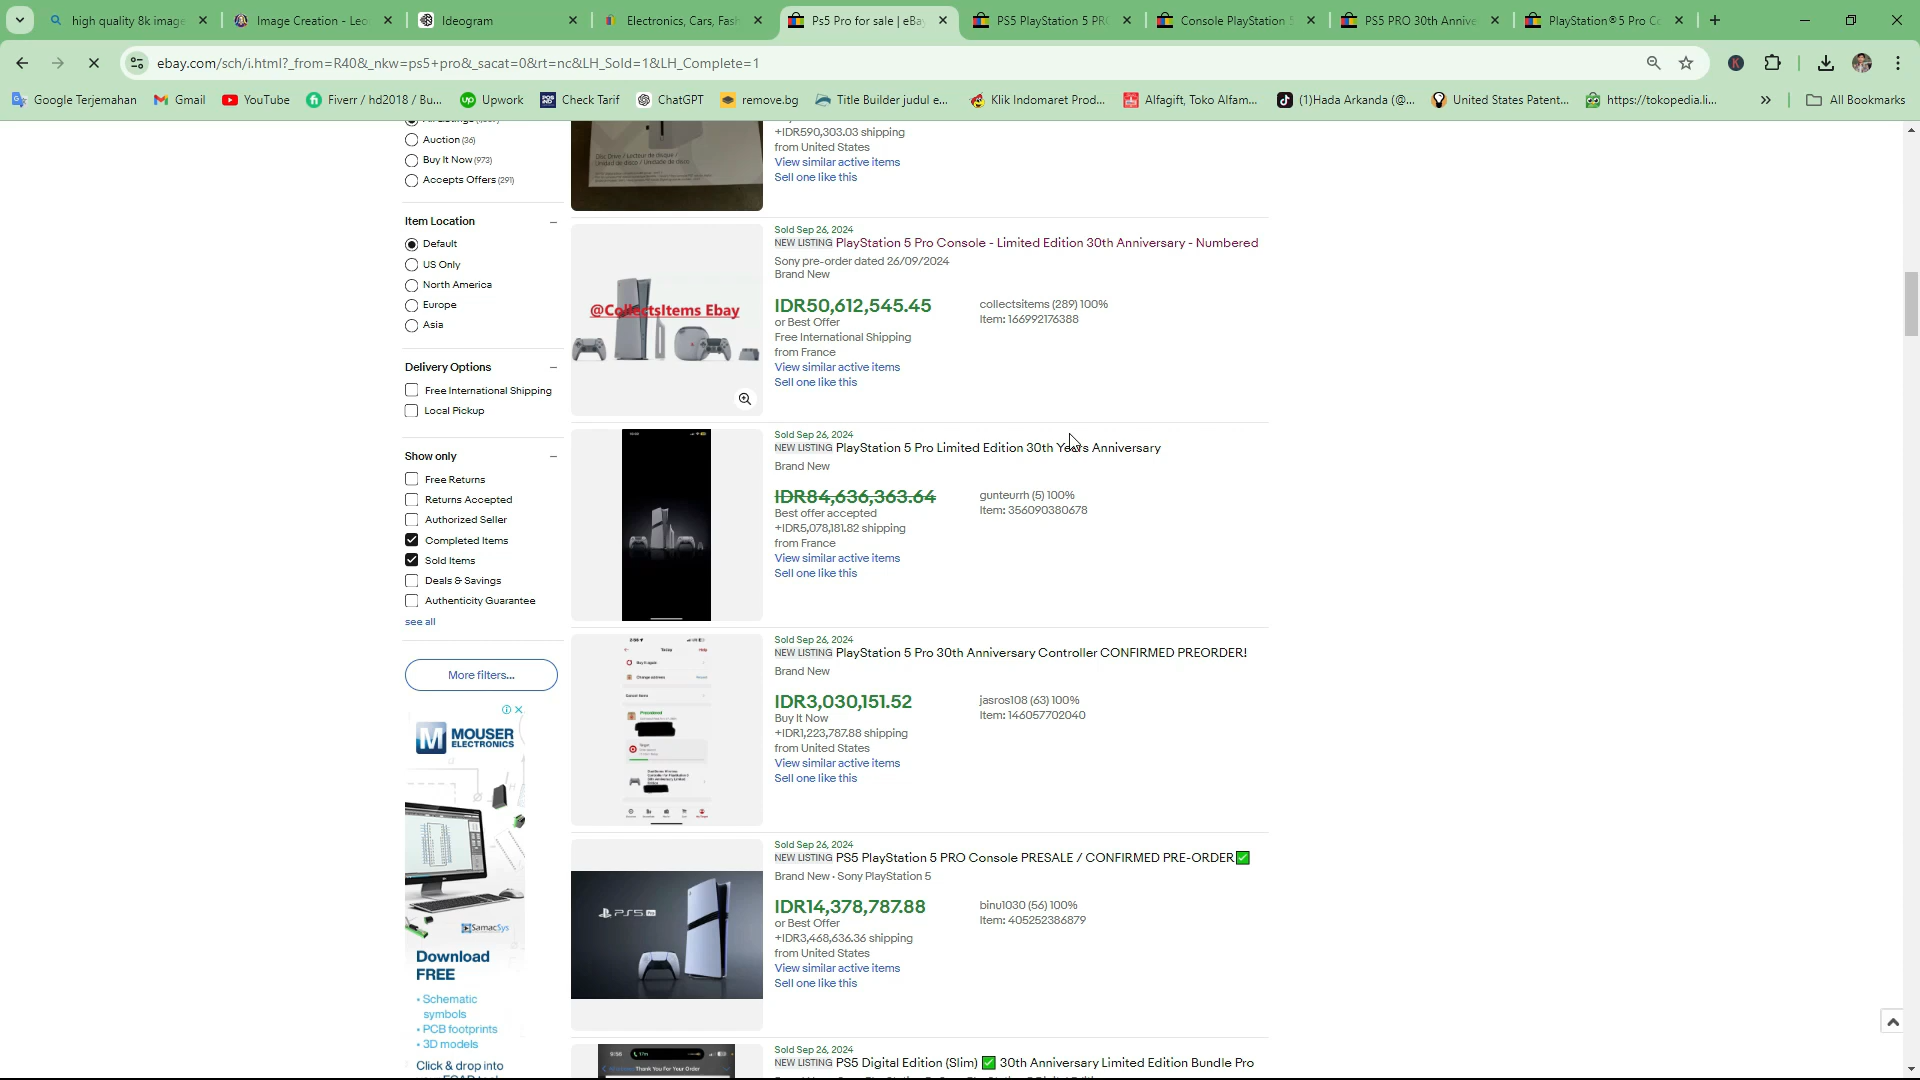 high quality 8k image
Image Creation - Leo
Ideogram
Electronics, Cars, Fash
Ps5 Pro for sale | eBay
PS5 PlayStation 5 PRO
Console PlayStation 5
PS5 PRO 30th Annive
PlayStation®5 Pro Co
ebay.com/sch/i.html?_from=R40&_nkw=ps5+pro&_sacat=0&rt=nc&LH_Sold=1&LH_Complete=1
Google Terjemahan
Gmail
YouTube
Fiverr / hd2018 / Bu...
Upwork
Check Tarif
ChatGPT
remove.bg
Title Builder judul e...
Klik Indomaret Prod...
Alfagift, Toko Alfam...
(1)Hada Arkanda (@...
United States Patent...
https://tokopedia.li...
All Bookmarks
Auction (36)
Buy It Now (973)
Accepts Offers (291)
Item Location
Default
US Only
North America
Europe
Asia
Delivery Options
Free International Shipping
Local Pickup
Show only
Free Returns
Returns Accepted
Authorized Seller
Completed Items
Sold Items
Deals & Savings
Authenticity Guarantee
see all
More filters...
MOUSER
ELECTRONICS
SamacSys
Download
FREE
• Schematic
symbols
• PCB footprints
• 3D models
Click & drop into
+IDR590,303.03 shipping
from United States
View similar active items
Sell one like this
@CollectsItems Ebay
Sold Sep 26, 2024
NEW LISTING PlayStation 5 Pro Console - Limited Edition 30th Anniversary - Numbered
Sony pre-order dated 26/09/2024
Brand New
IDR50,612,545.45
or Best Offer
Free International Shipping
from France
View similar active items
Sell one like this
collectsitems (289) 100%
Item: 166992176388
Sold Sep 26, 2024
NEW LISTING PlayStation 5 Pro Limited Edition 30th Years Anniversary
Brand New
IDR84,636,363.64
Best offer accepted
+IDR5,078,181.82 shipping
from France
View similar active items
Sell one like this
gunteurrh (5) 100%
Item: 356090380678
Sold Sep 26, 2024
NEW LISTING PlayStation 5 Pro 30th Anniversary Controller CONFIRMED PREORDER!
Brand New
IDR3,030,151.52
Buy It Now
+IDR1,223,787.88 shipping
from United States
View similar active items
Sell one like this
jasros108 (63) 100%
Item: 146057702040
PS5 Pro
Sold Sep 26, 2024
NEW LISTING PS5 PlayStation 5 PRO Console PRESALE / CONFIRMED PRE-ORDER✅
Brand New · Sony PlayStation 5
IDR14,378,787.88
or Best Offer
+IDR3,468,636.36 shipping
from United States
View similar active items
Sell one like this
binu1030 (56) 100%
Item: 405252386879
Thank You For Your Order
Sold Sep 26, 2024
NEW LISTING PS5 Digital Edition (Slim) ✅ 30th Anniversary Limited Edition Bundle Pro